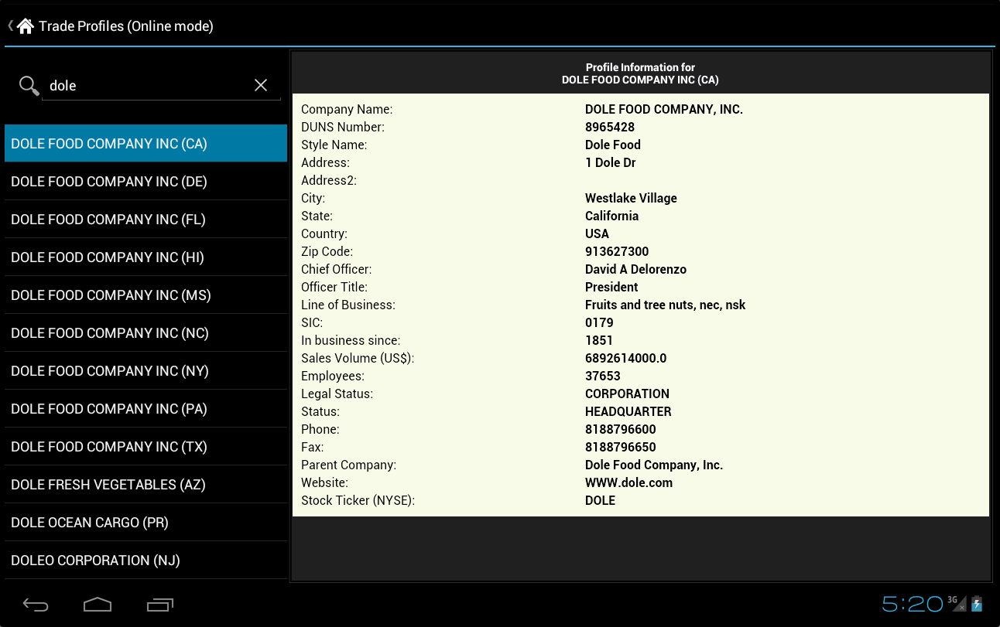 Trade Profiles (Online mode)
dole
DOLE FOOD COMPANY INC (CA)
DOLE FOOD COMPANY INC (DE)
DOLE FOOD COMPANY INC (FL)
DOLE FOOD COMPANY INC (HI)
DOLE FOOD COMPANY INC (MS)
DOLE FOOD COMPANY INC (NC)
DOLE FOOD COMPANY INC (NY)
DOLE FOOD COMPANY INC (PA)
DOLE FOOD COMPANY INC (TX)
DOLE FRESH VEGETABLES (AZ)
DOLE OCEAN CARGO (PR)
DOLEO CORPORATION (NJ)
Profile Information for
DOLE FOOD COMPANY INC (CA)
Company Name: DOLE FOOD COMPANY, INC.
DUNS Number: 8965428
Style Name: Dole Food
Address: 1 Dole Dr
Address2:
City: Westlake Village
State: California
Country: USA
Zip Code: 913627300
Chief Officer: David A Delorenzo
Officer Title: President
Line of Business: Fruits and tree nuts, nec, nsk
SIC: 0179
In business since: 1851
Sales Volume (US$): 6892614000.0
Employees: 37653
Legal Status: CORPORATION
Status: HEADQUARTER
Phone: 8188796600
Fax: 8188796650
Parent Company: Dole Food Company, Inc.
Website: WWW.dole.com
Stock Ticker (NYSE): DOLE
5:20 3G